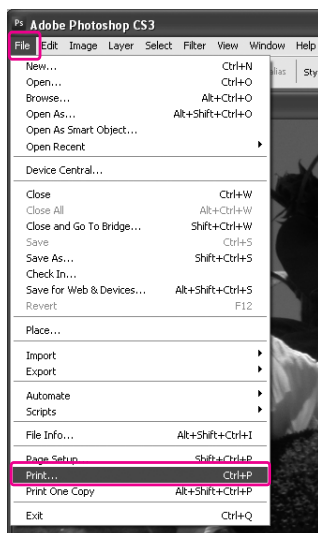 Ps Adobe Photoshop CS3
File Edit Image Layer Select Filter View Window Help
New... Ctrl+N
alias Sty
Open... Ctrl+O
Browse... Alt+Ctrl+O
Open As... Alt+Shift+Ctrl+O
Open As Smart Object...
Open Recent
Device Central...
Close Ctrl+W
Close All Alt+Ctrl+W
Close and Go To Bridge... Shift+Ctrl+W
Save Ctrl+S
Save As... Shift+Ctrl+S
Check In...
Save for Web & Devices... Alt+Shift+Ctrl+S
Revert F12
Place...
Import
Export
Automate
Scripts
File Info... Alt+Shift+Ctrl+I
Page Setup... Shift+Ctrl+P
Print... Ctrl+P
Print One Copy Alt+Shift+Ctrl+P
Exit Ctrl+Q